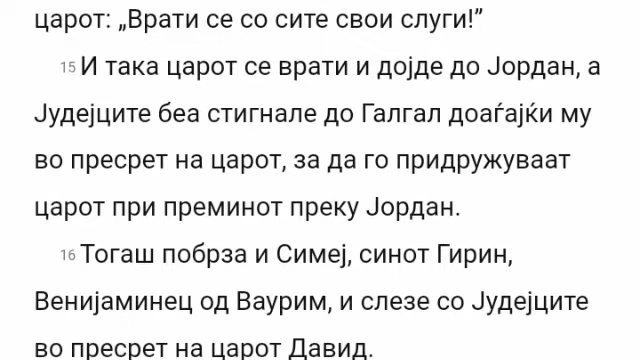 царот: „Врати се со сите свои слуги!”
15 И така царот се врати и дојде до Јордан, а
Јудејците беа стигнале до Галгал доаѓајќи му
во пресрет на царот, за да го придружуваат
царот при преминот преку Јордан.
16 Тогаш побрза и Симеј, синот Гирин,
Венијаминец од Ваурим, и слезе со Јудејците
во пресрет на царот Давид.